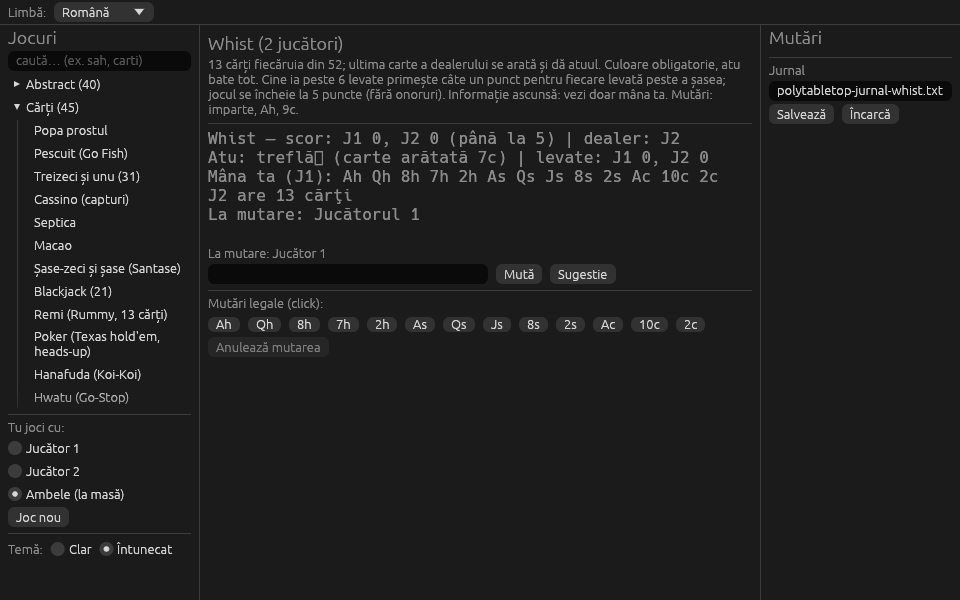 Limbă: Română
Jocuri
caută... (ex. sah, carti)
Abstract (40)
Cărți (45)
Popa prostul
Pescuit (Go Fish)
Treizeci și unu (31)
Cassino (capturi)
Septica
Macao
Șase-zeci și șase (Santase)
Blackjack (21)
Remi (Rummy, 13 cărți)
Poker (Texas hold'em, heads-up)
Hanafuda (Koi-Koi)
Hwatu (Go-Stop)
Tu joci cu:
Jucător 1
Jucător 2
Ambele (la masă)
Joc nou
Temă: Clar Întunecat
Whist (2 jucători)
13 cărți fiecăruia din 52; ultima carte a dealerului se arată și dă atuul. Culoare obligatorie, atu
bate tot. Cine ia peste 6 levate primește câte un punct pentru fiecare levată peste a șasea;
jocul se încheie la 5 puncte (fără onoruri). Informație ascunsă: vezi doar mâna ta. Mutări:
imparte, Ah, 9c.
Whist — scor: J1 0, J2 0 (până la 5) | dealer: J2
Atu: treflă (carte arătată 7c) | levate: J1 0, J2 0
Mâna ta (J1): Ah Qh 8h 7h 2h As Qs Js 8s 2s Ac 10c 2c
J2 are 13 cărţi
La mutare: Jucătorul 1
La mutare: Jucător 1
Mută Sugestie
Mutări legale (click):
Ah Qh 8h 7h 2h As Qs Js 8s 2s Ac 10c 2c
Anulează mutarea
Mutări
Jurnal
polytabletop-jurnal-whist.txt
Salvează Încarcă